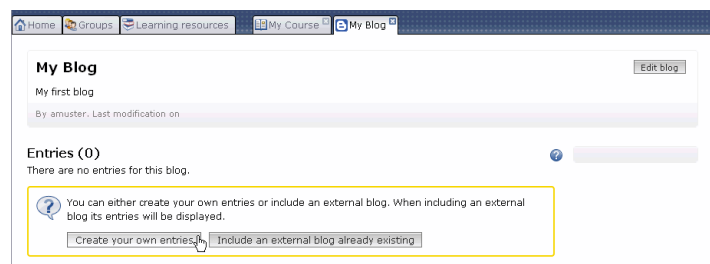 Home Groups Learning resources My Course My Blog
My Blog
Edit blog
My first blog
By amuster. Last modification on
Entries (0)
There are no entries for this blog.
You can either create your own entries or include an external blog. When including an external
blog its entries will be displayed.
Create your own entries Include an external blog already existing